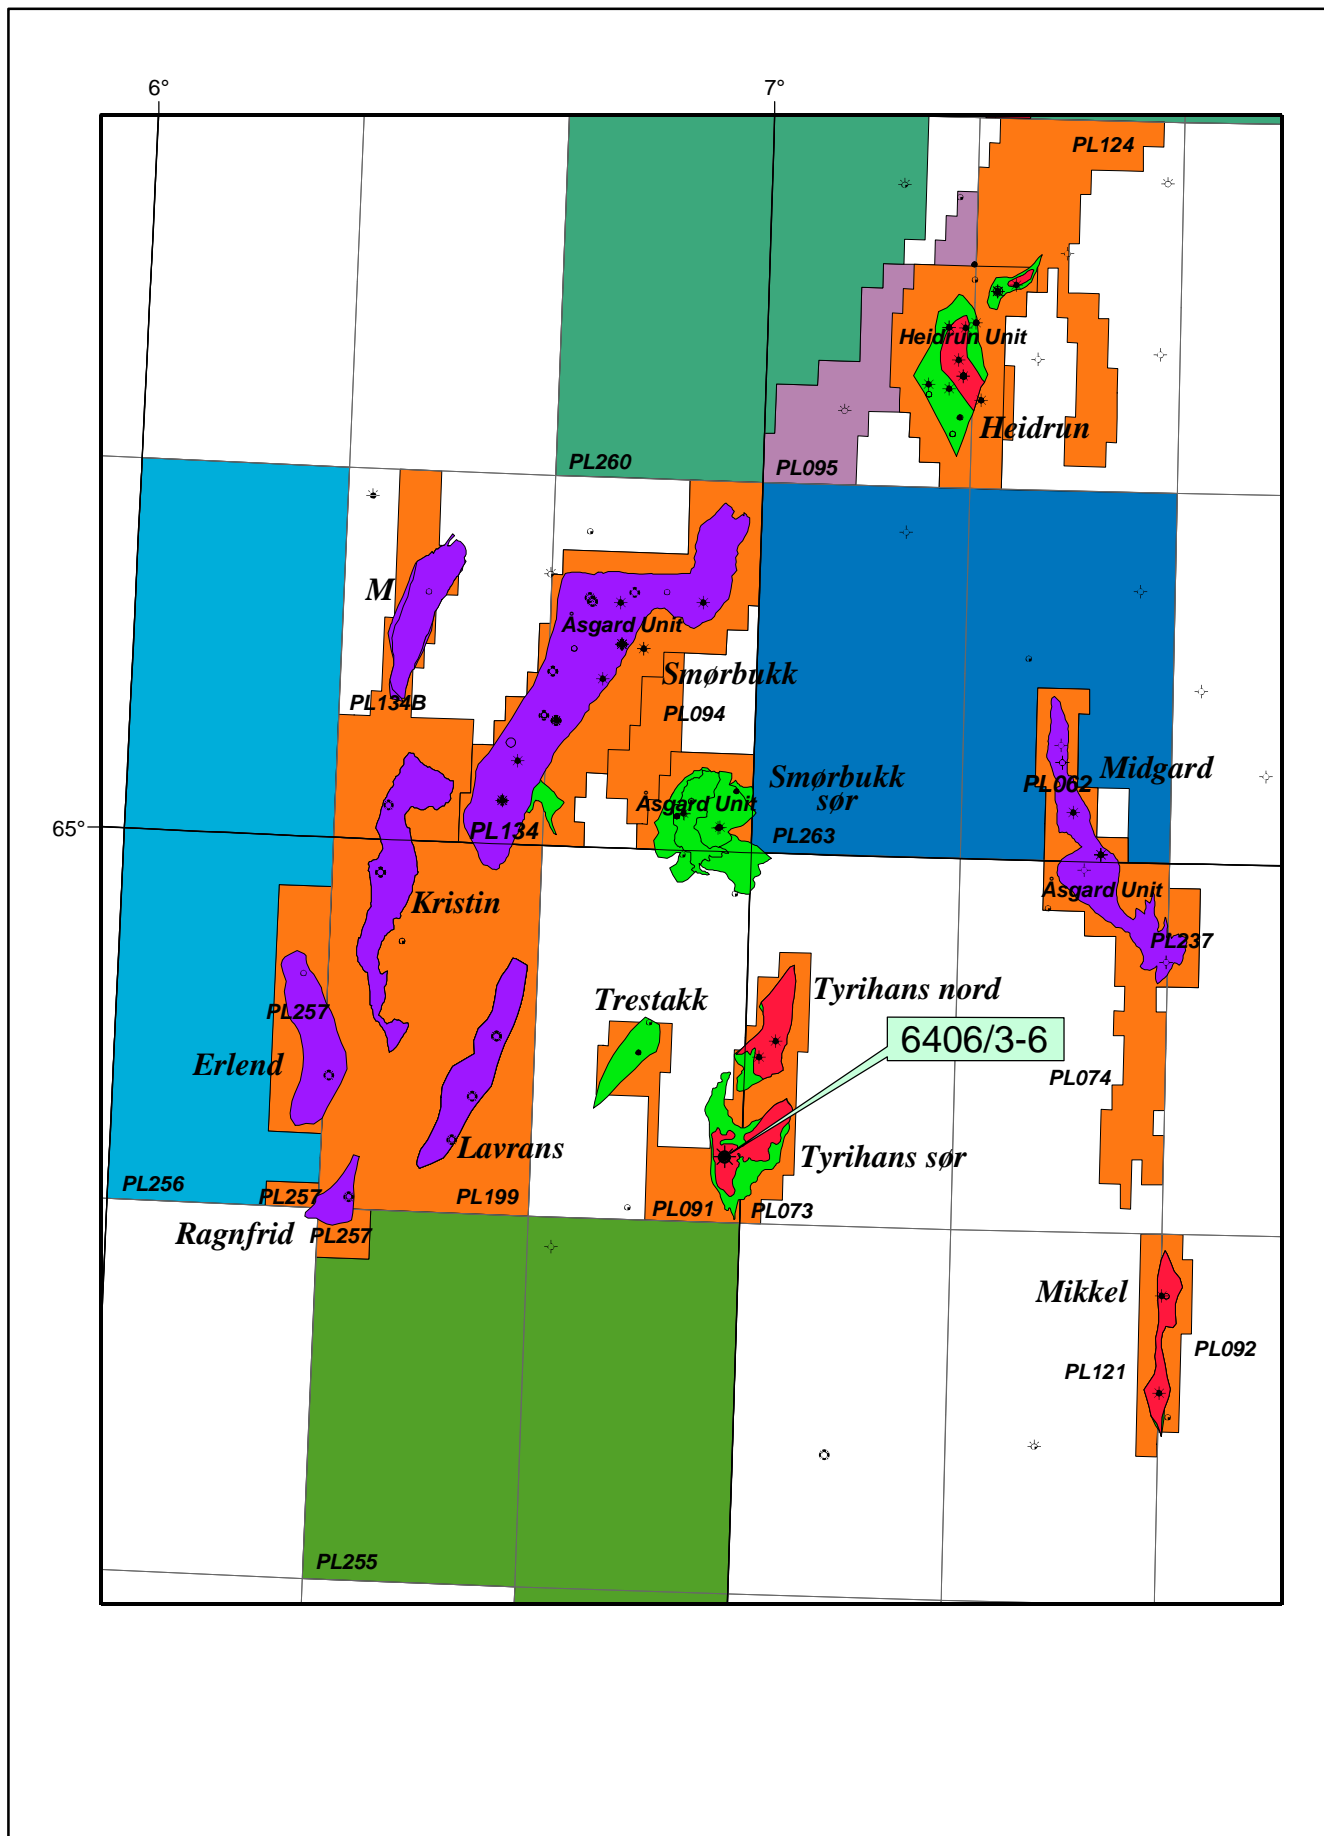 6°
7°
PL124
Heidrun Unit
Heidrun
PL260
PL095
M
Åsgard Unit
Smørbukk
PL134B
PL094
Midgard
Smørbukk
sør
PL062
Åsgard Unit
65°
PL134
PL263
Åsgard Unit
Kristin
PL237
Tyrihans nord
Trestakk
PL257
6406/3-6
Erlend
PL074
Lavrans
Tyrihans sør
PL256
PL257
PL199
PL091
PL073
Ragnfrid
PL257
Mikkel
PL092
PL121
PL255